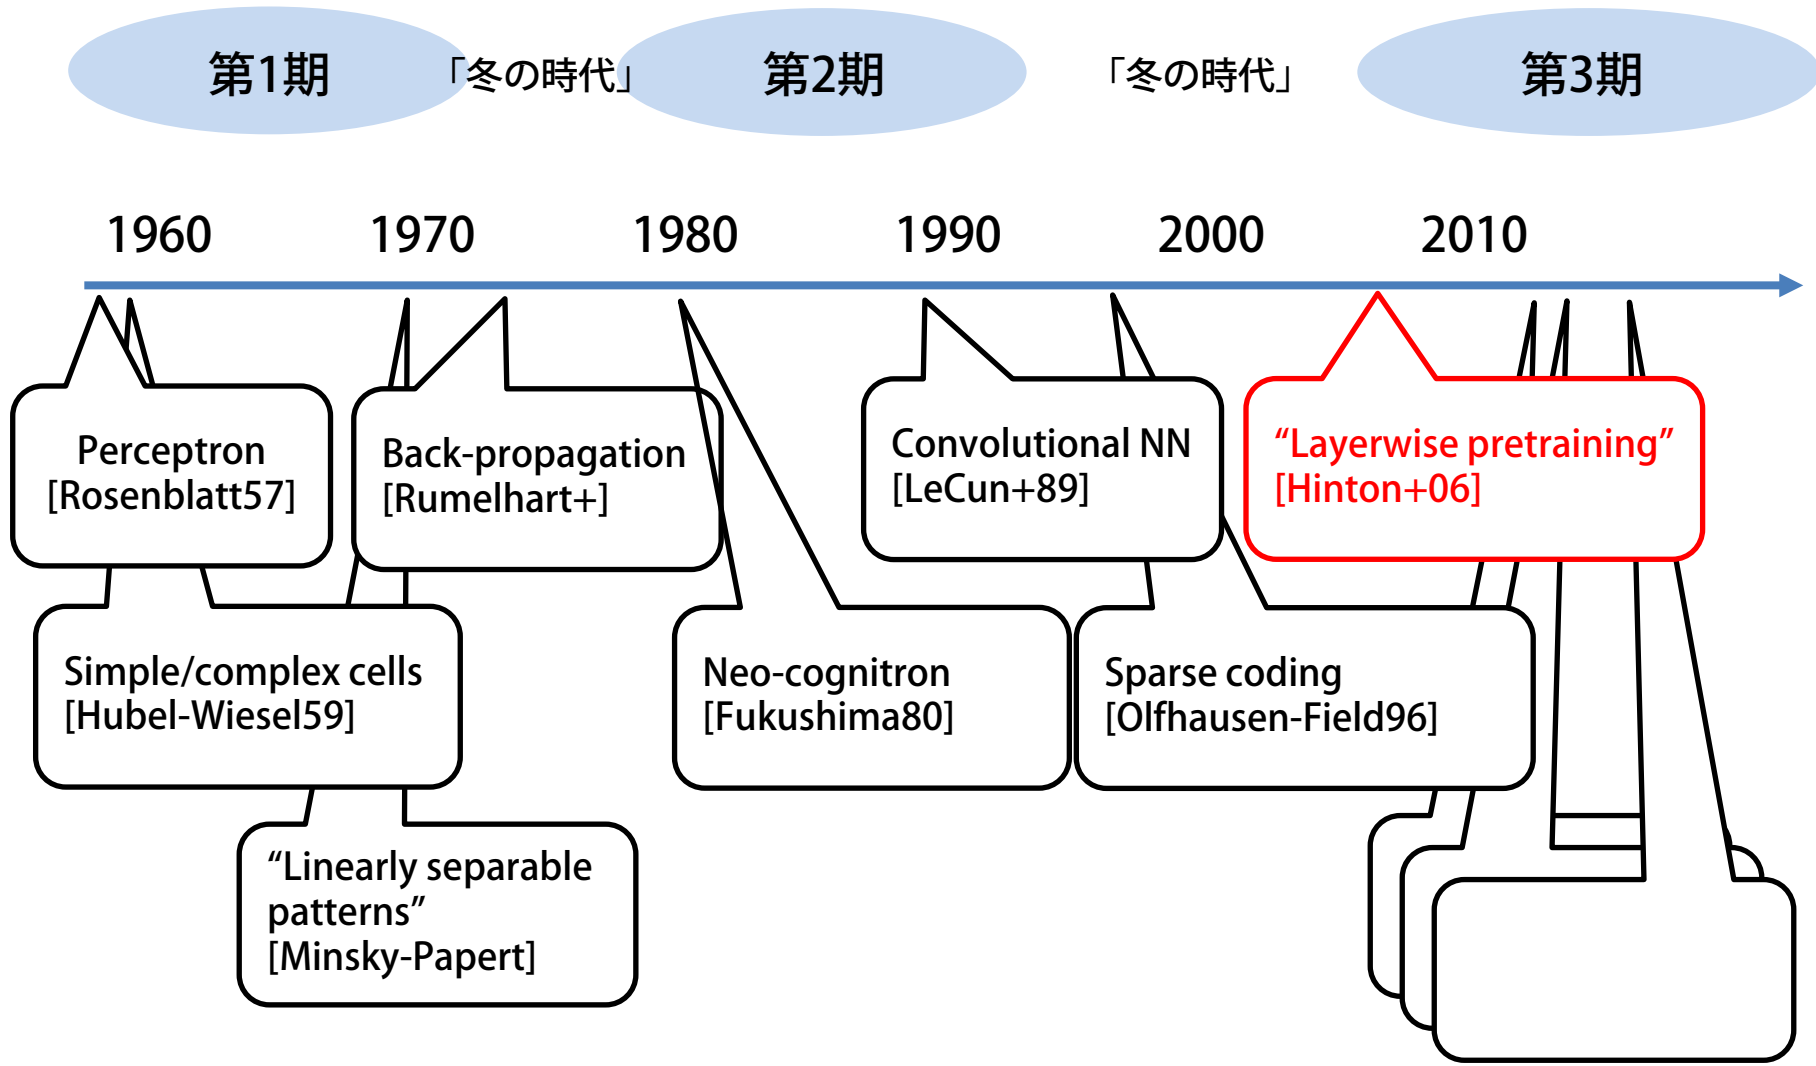 第1期
「冬の時代」
第2期
「冬の時代」
第3期
1960
1970
1980
1990
2000
2010
Perceptron
[Rosenblatt57]
Back-propagation
[Rumelhart+]
Convolutional NN
[LeCun+89]
“Layerwise pretraining”
[Hinton+06]
Simple/complex cells
[Hubel-Wiesel59]
Neo-cognitron
[Fukushima80]
Sparse coding
[Olfhausen-Field96]
“Linearly separable
patterns”
[Minsky-Papert]